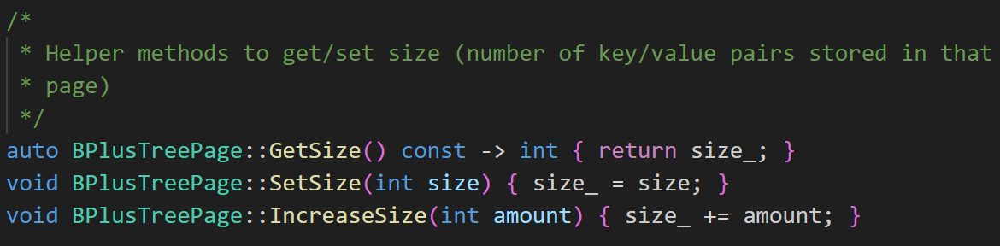 /*
 * Helper methods to get/set size (number of key/value pairs stored in that
 * page)
 */
auto BPlusTreePage::GetSize() const -> int { return size_; }
void BPlusTreePage::SetSize(int size) { size_ = size; }
void BPlusTreePage::IncreaseSize(int amount) { size_ += amount; }